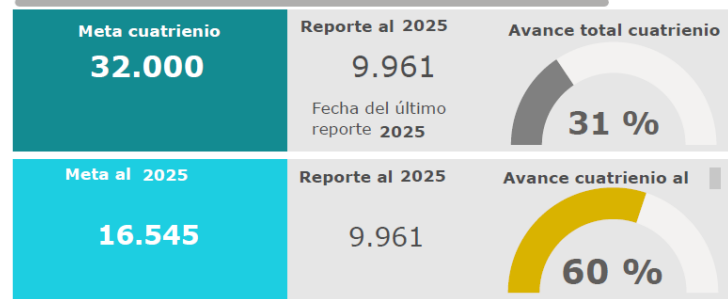 Meta cuatrienio
32.000
Reporte al 2025
9.961
Fecha del último
reporte 2025
Avance total cuatrienio
31 %
Meta al 2025
16.545
Reporte al 2025
9.961
Avance cuatrienio al
60 %